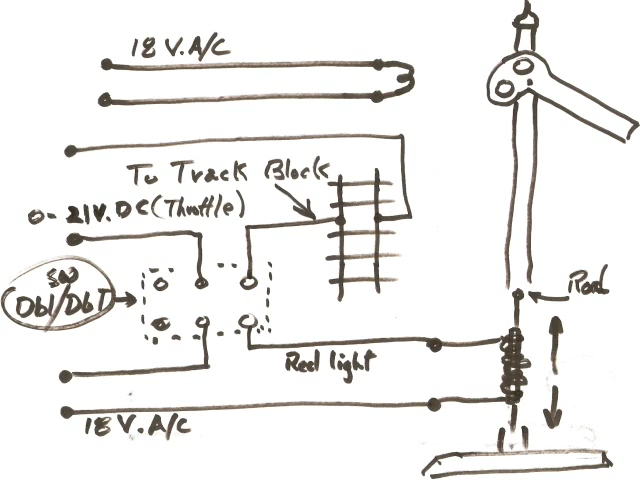 18 V. A/C
To Track Block
0-21V. DC (Throttle)
SW
Dbl/DbT
Rod
Red light
18 V. A/C